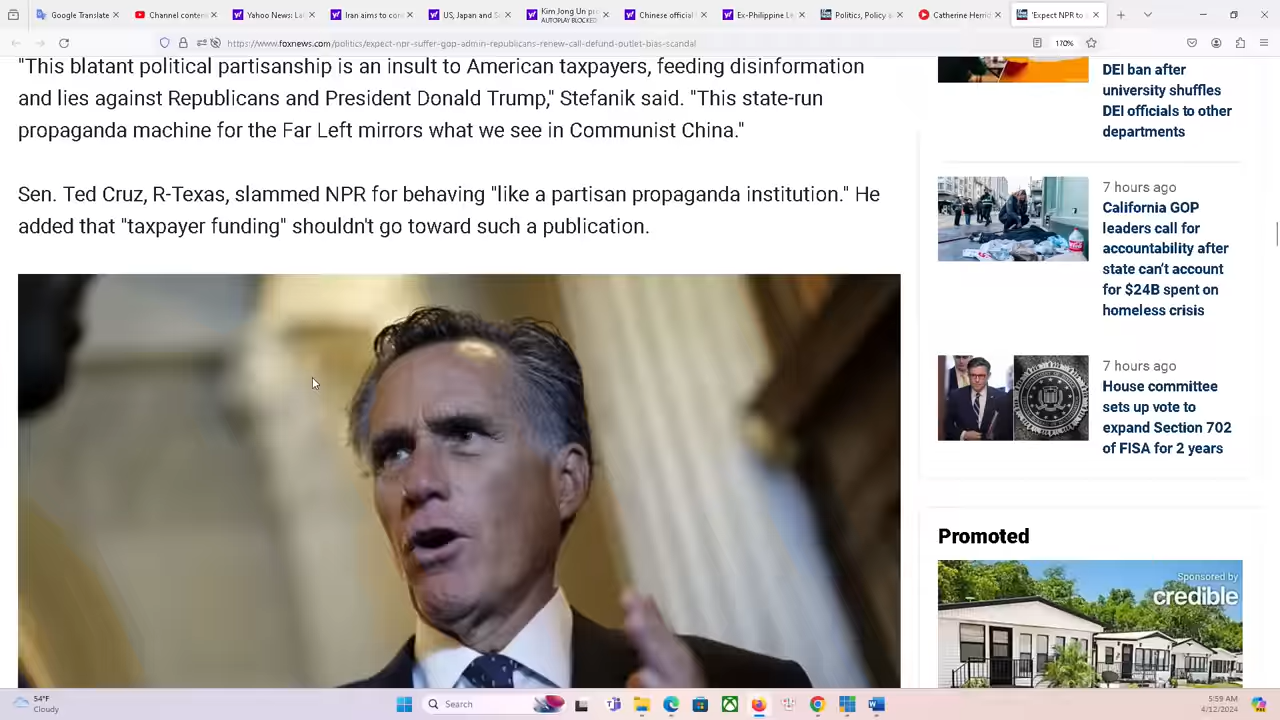 Google Transla
Channel content
Yahoo News: La
Iran aims to con
US, Japan and S
Kim Jong Un pr
AUTOPLAY BLOCKED
Chinese official
Ex-Philippine Le
Politics, Policy
Catherine Her
'Expect NPR to
https://www.foxnews.com/politics/expect-npr-suffer-gop-admin-republicans-renew-call-defund-outlet-bias-scandal
170%
"This blatant political partisanship is an insult to American taxpayers, feeding disinformation
and lies against Republicans and President Donald Trump," Stefanik said. "This state-run
propaganda machine for the Far Left mirrors what we see in Communist China."
Sen. Ted Cruz, R-Texas, slammed NPR for behaving "like a partisan propaganda institution." He
added that "taxpayer funding" shouldn't go toward such a publication.
DEI ban after
university shuffles
DEI officials to other
departments
7 hours ago
California GOP
leaders call for
accountability after
state can't account
for $24B spent on
homeless crisis
7 hours ago
House committee
sets up vote to
expand Section 702
of FISA for 2 years
Promoted
Sponsored by
credible
54°F
Cloudy
Search
5:59 AM
4/12/2024